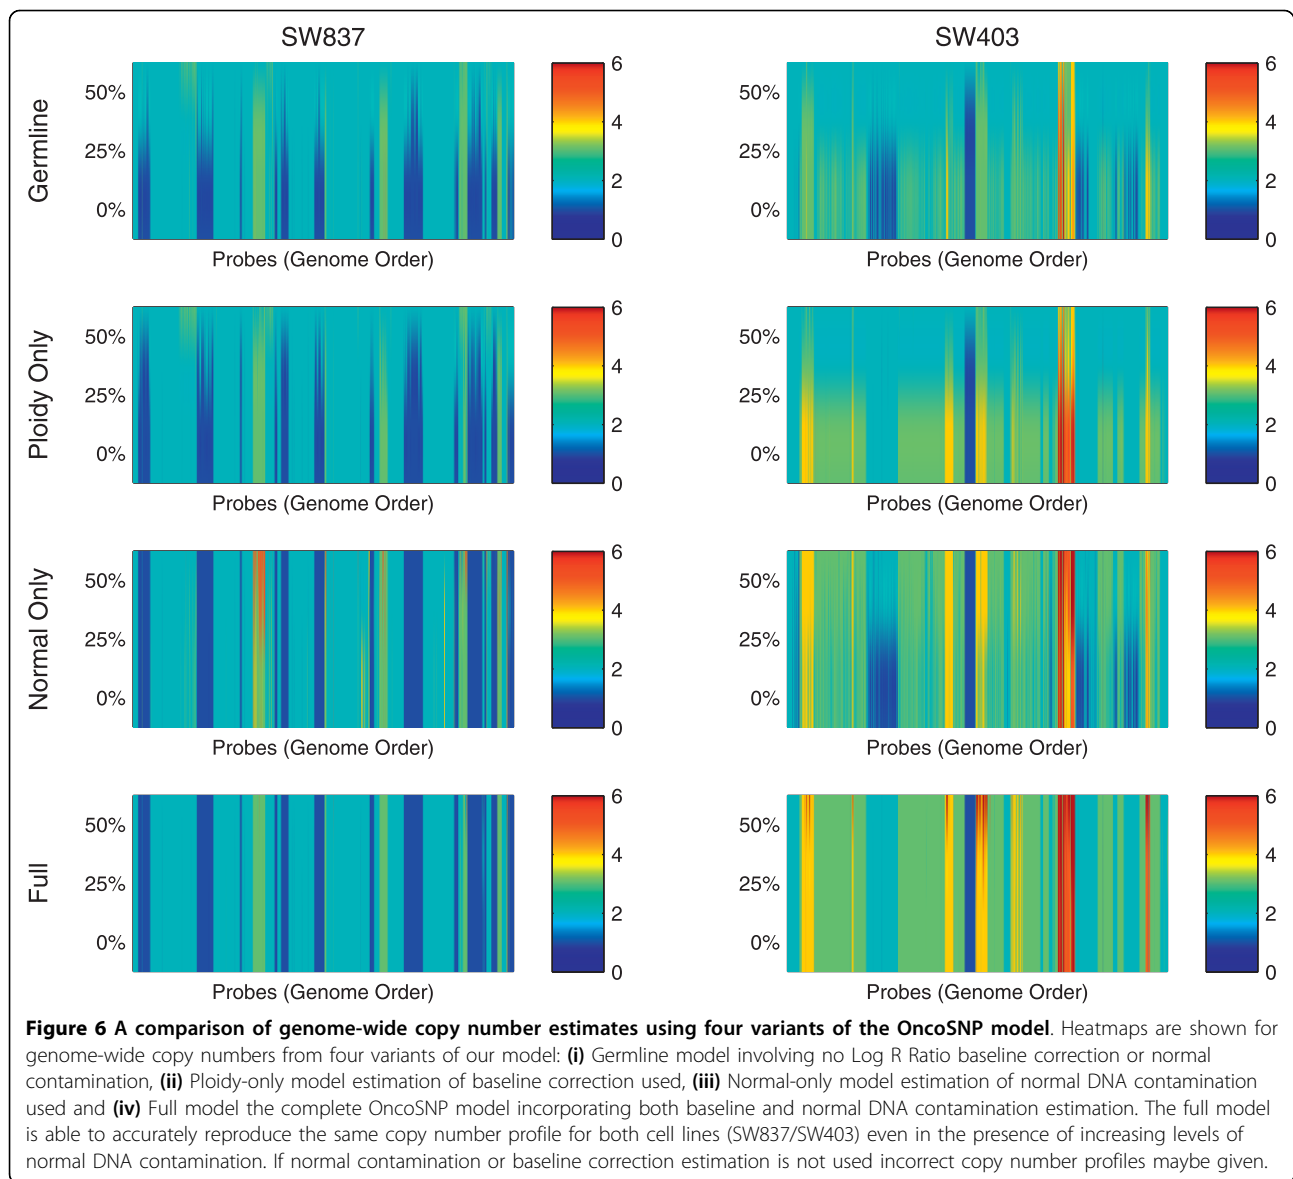 SW837
SW403
Germline
50%
25%
0%
6
4
2
0
Probes (Genome Order)
50%
25%
0%
6
4
2
0
Probes (Genome Order)
Ploidy Only
50%
25%
0%
6
4
2
0
Probes (Genome Order)
50%
25%
0%
6
4
2
0
Probes (Genome Order)
Normal Only
50%
25%
0%
6
4
2
0
Probes (Genome Order)
50%
25%
0%
6
4
2
0
Probes (Genome Order)
Full
50%
25%
0%
6
4
2
0
Probes (Genome Order)
50%
25%
0%
6
4
2
0
Probes (Genome Order)
Figure 6 A comparison of genome-wide copy number estimates using four variants of the OncoSNP model. Heatmaps are shown for
genome-wide copy numbers from four variants of our model: (i) Germline model involving no Log R Ratio baseline correction or normal
contamination, (ii) Ploidy-only model estimation of baseline correction used, (iii) Normal-only model estimation of normal DNA contamination
used and (iv) Full model the complete OncoSNP model incorporating both baseline and normal DNA contamination estimation. The full model
is able to accurately reproduce the same copy number profile for both cell lines (SW837/SW403) even in the presence of increasing levels of
normal DNA contamination. If normal contamination or baseline correction estimation is not used incorrect copy number profiles maybe given.